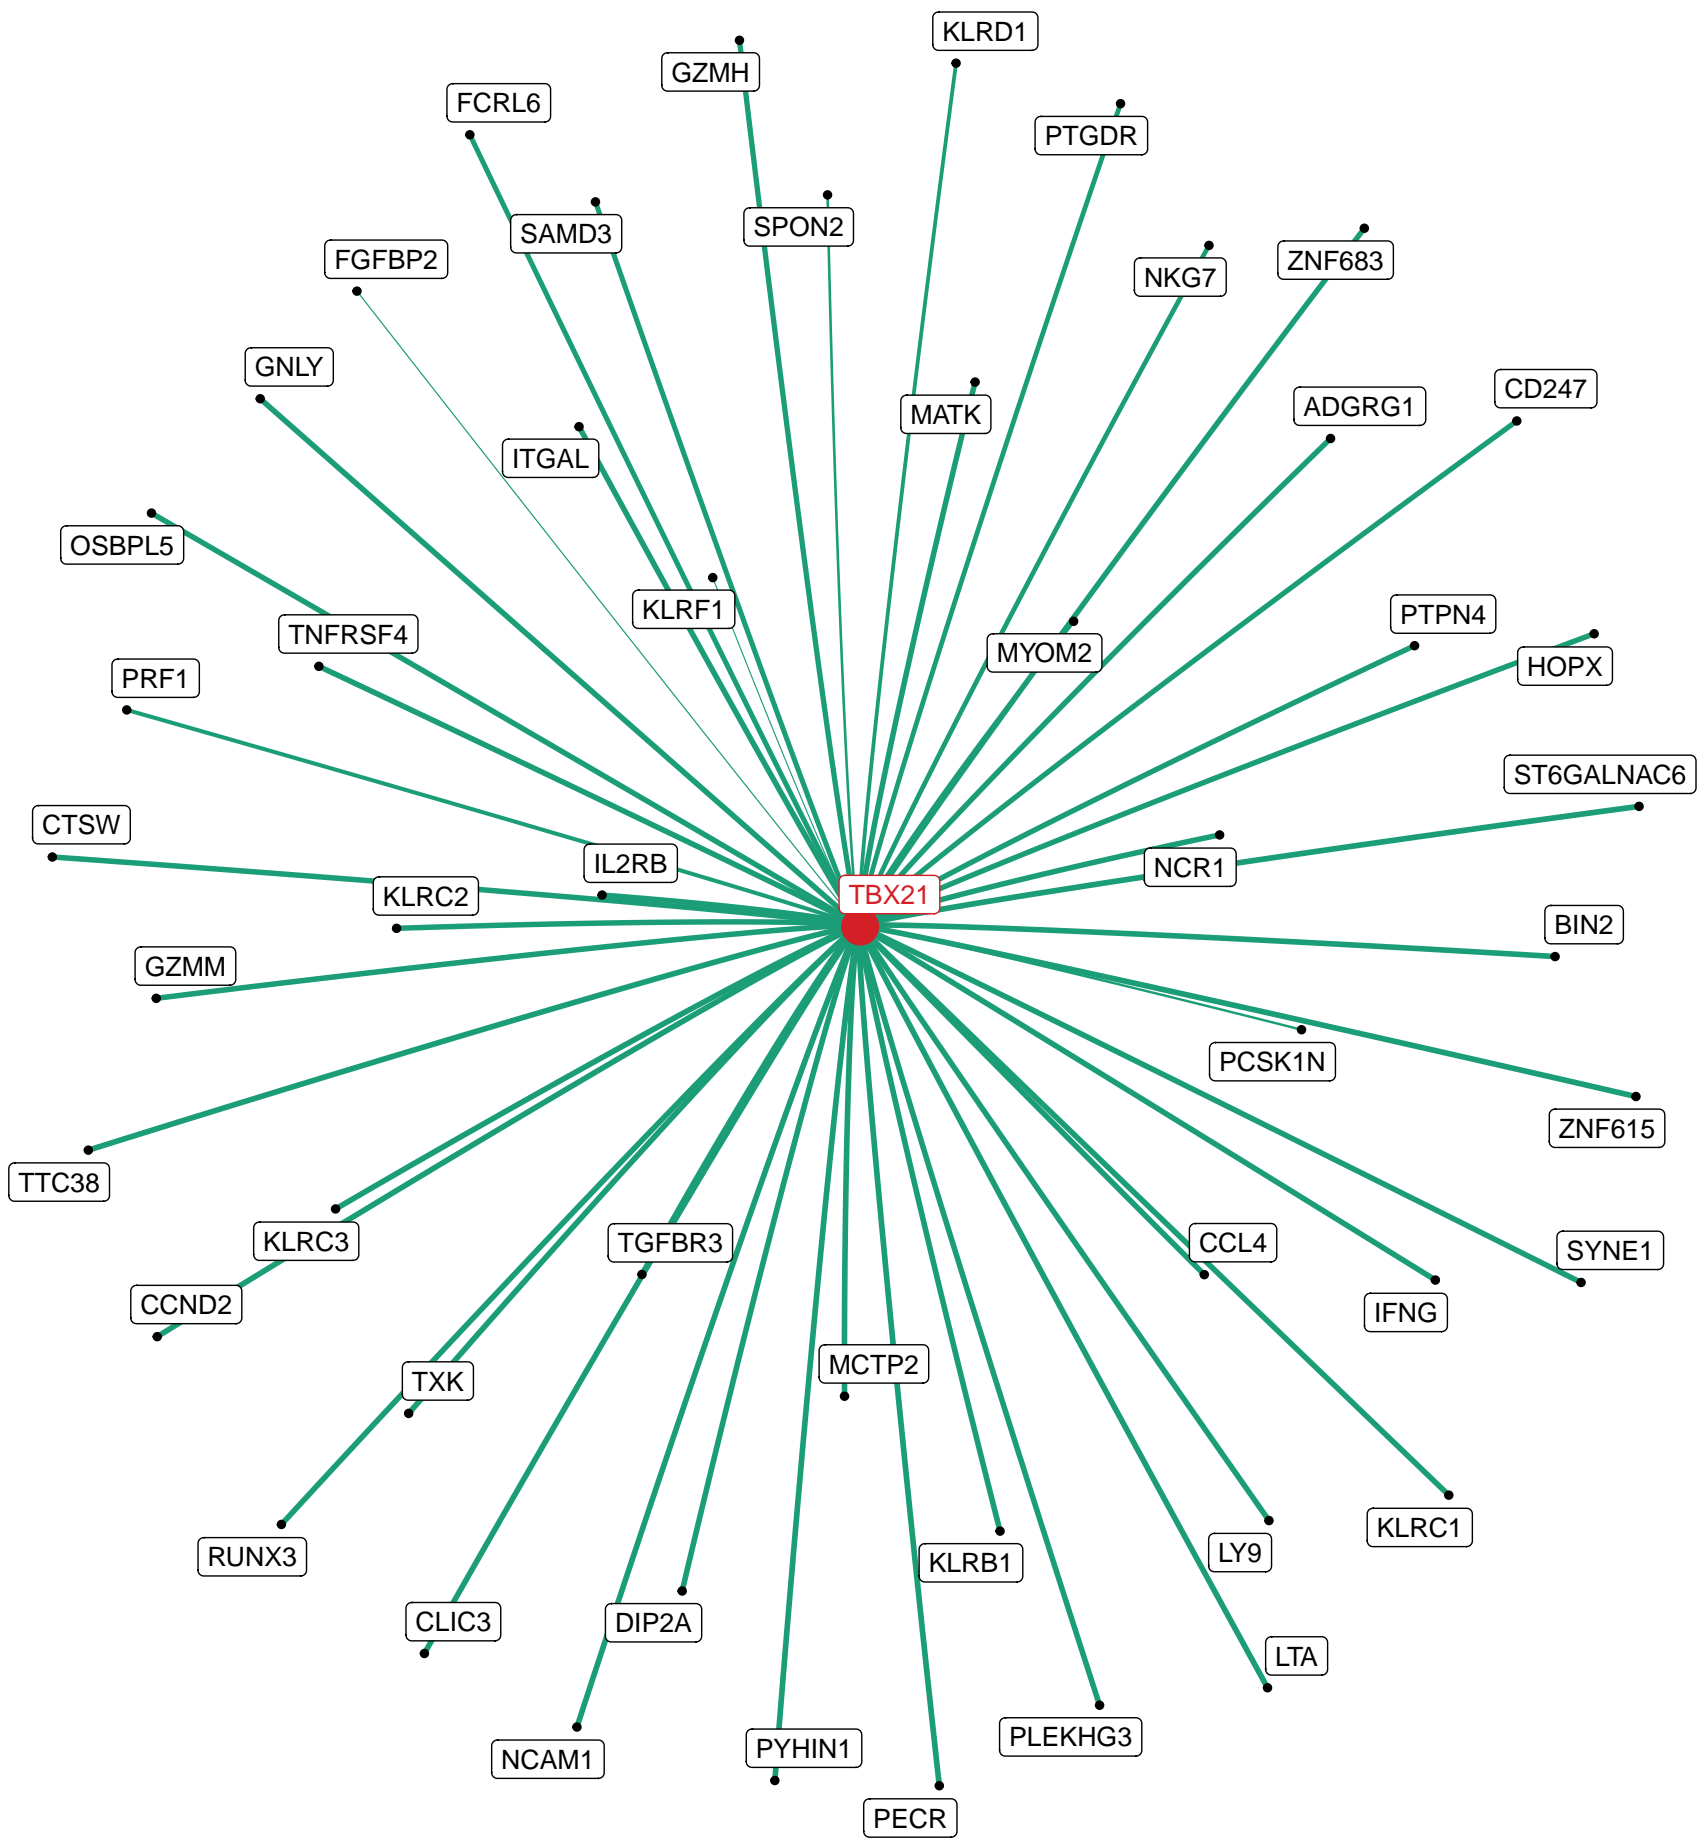 KLRD1
GZMH
FCRL6
PTGDR
SPON2
SAMD3
FGFBP2
ZNF683
NKG7
GNLY
CD247
ADGRG1
MATK
ITGAL
OSBPL5
KLRF1
PTPN4
TNFRSF4
MYOM2
HOPX
PRF1
ST6GALNAC6
CTSW
IL2RB
NCR1
KLRC2
TBX21
BIN2
GZMM
PCSK1N
ZNF615
TTC38
KLRC3
TGFBR3
CCL4
SYNE1
CCND2
IFNG
MCTP2
TXK
KLRC1
LY9
RUNX3
KLRB1
CLIC3
DIP2A
LTA
PLEKHG3
PYHIN1
NCAM1
PECR